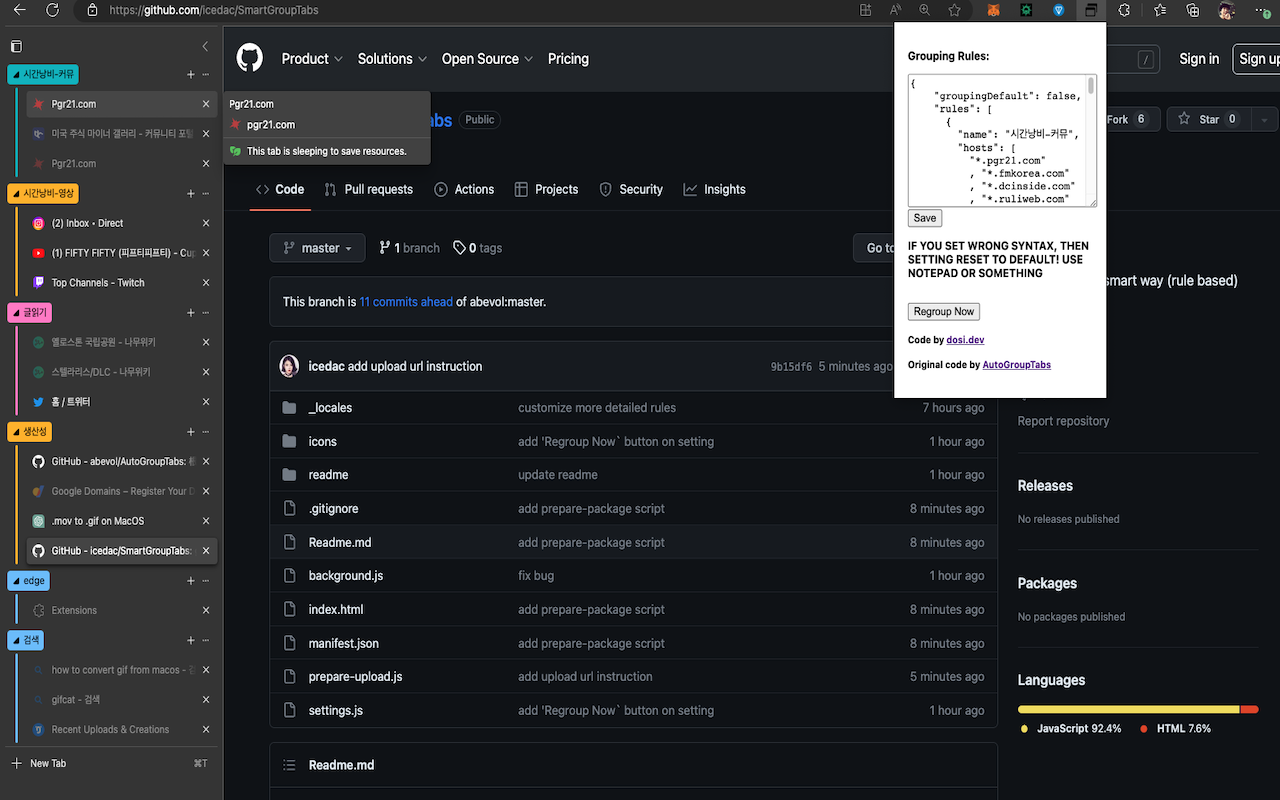 https://github.com/icedac/SmartGroupTabs
시간낭비-커뮤
Pgr21.com
미국 주식 마이너 갤러리 - 커뮤니티 포털
Pgr21.com
시간낭비-영상
(2) Inbox • Direct
(1) FIFTY FIFTY (피프티피프티) - Cup
Top Channels - Twitch
글읽기
옐로스톤 국립공원 - 나무위키
스텔라리스/DLC - 나무위키
홈 / 트위터
생산성
GitHub - abevol/AutoGroupTabs:
Google Domains – Register Your D
.mov to .gif on MacOS
GitHub - icedac/SmartGroupTabs:
edge
Extensions
검색
how to convert gif from macos -
gifcat - 검색
Recent Uploads & Creations
New Tab
⌘T
Pgr21.com
pgr21.com
This tab is sleeping to save resources.
Product
Solutions
Open Source
Pricing
/
Sign in
Sign up
abs
Public
Fork 6
Star 0
Code
Pull requests
Actions
Projects
Security
Insights
master
1 branch
0 tags
Go to
This branch is 11 commits ahead of abevol:master.
icedac add upload url instruction
9b15df6 5 minutes ago
_locales customize more detailed rules 7 hours ago
icons add 'Regroup Now` button on setting 1 hour ago
readme update readme 1 hour ago
.gitignore add prepare-package script 8 minutes ago
Readme.md add prepare-package script 8 minutes ago
background.js fix bug 1 hour ago
index.html add prepare-package script 8 minutes ago
manifest.json add prepare-package script 8 minutes ago
prepare-upload.js add upload url instruction 5 minutes ago
settings.js add 'Regroup Now` button on setting 1 hour ago
Readme.md
Grouping Rules:
{
"groupingDefault": false,
"rules": [
{
"name": "시간낭비-커뮤",
"hosts": [
"*.pgr21.com"
, "*.fmkorea.com"
, "*.dcinside.com"
, "*.ruliweb.com"
Save
IF YOU SET WRONG SYNTAX, THEN
SETTING RESET TO DEFAULT! USE
NOTEPAD OR SOMETHING
Regroup Now
Code by dosi.dev
Original code by AutoGroupTabs
smart way (rule based)
Report repository
Releases
No releases published
Packages
No packages published
Languages
JavaScript 92.4%
HTML 7.6%